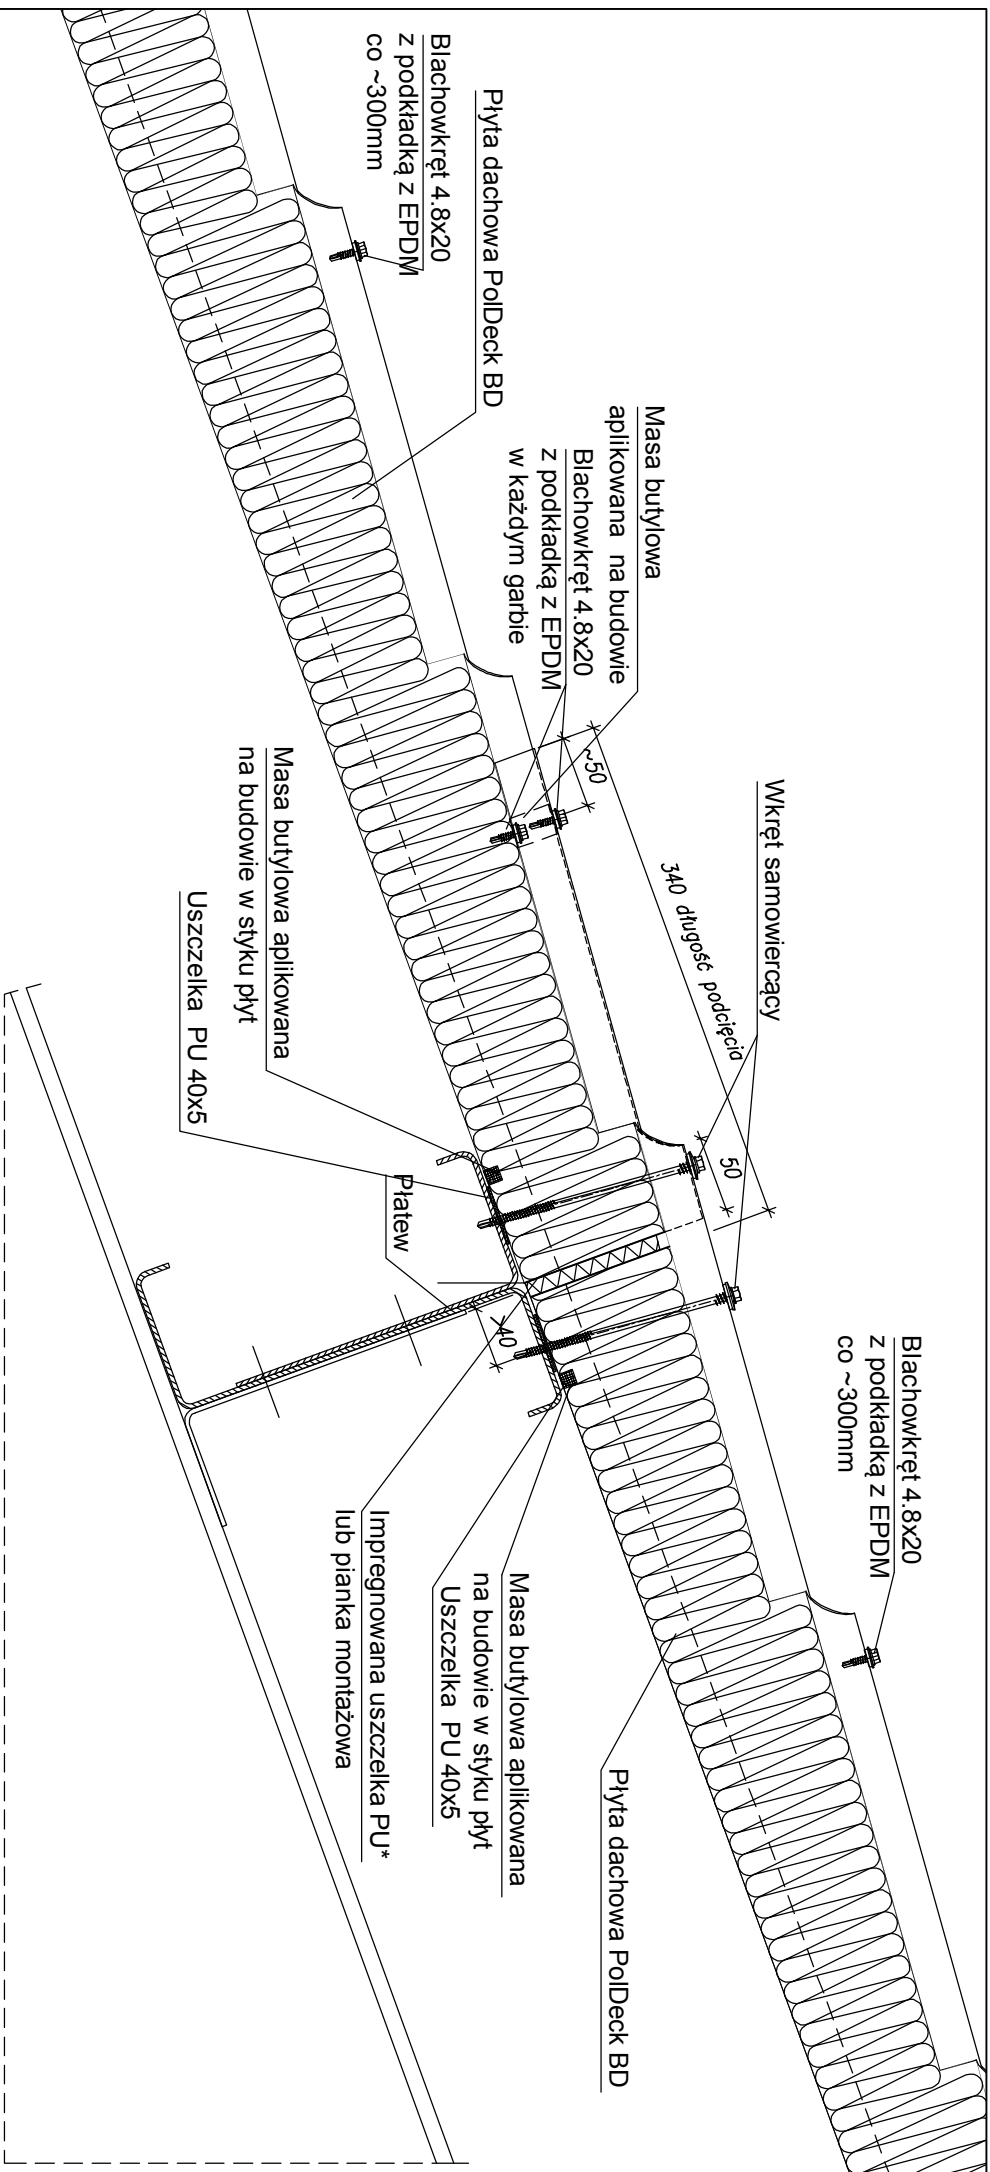 Blachowkręt 4.8x20
z podkładką z EPDM
co ~300mm
Płyta dachowa PolDeck BD
Masa butylowa
aplikowana na budowie
Blachowkręt 4.8x20
z podkładką z EPDM
w każdym garbie
~50
340 długość podcięcia
Wkręt samowiercący
50
Blachowkręt 4.8x20
z podkładką z EPDM
co ~300mm
Masa butylowa aplikowana
na budowie w styku płyt
Uszczelka PU 40x5
Płatew
>40
Płyta dachowa PolDeck BD
Masa butylowa aplikowana
na budowie w styku płyt
Uszczelka PU 40x5
Impregnowana uszczelka PU*
lub pianka montażowa